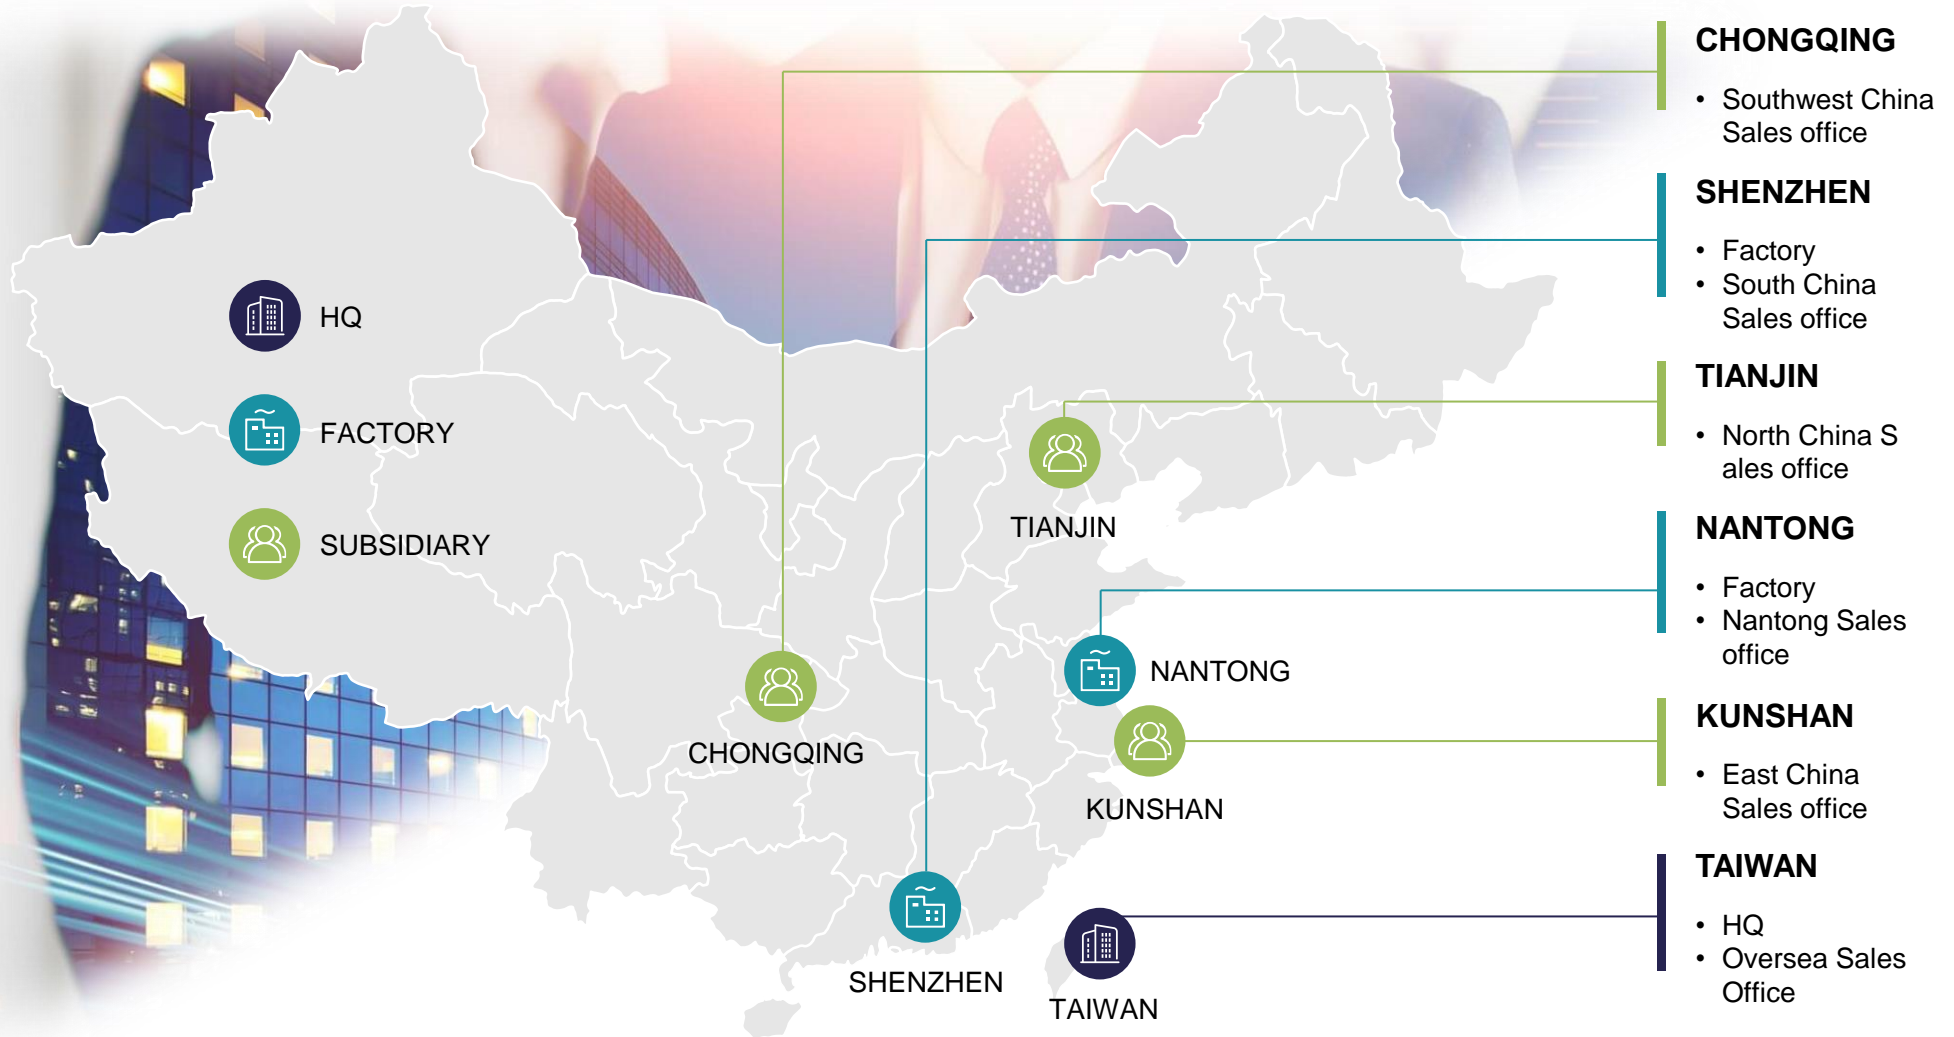 HQ
FACTORY
SUBSIDIARY
TIANJIN
NANTONG
CHONGQING
KUNSHAN
SHENZHEN
TAIWAN
CHONGQING
• Southwest China
Sales office
SHENZHEN
• Factory
• South China
Sales office
TIANJIN
• North China S
ales office
NANTONG
• Factory
• Nantong Sales
office
KUNSHAN
• East China
Sales office
TAIWAN
• HQ
• Oversea Sales
Office